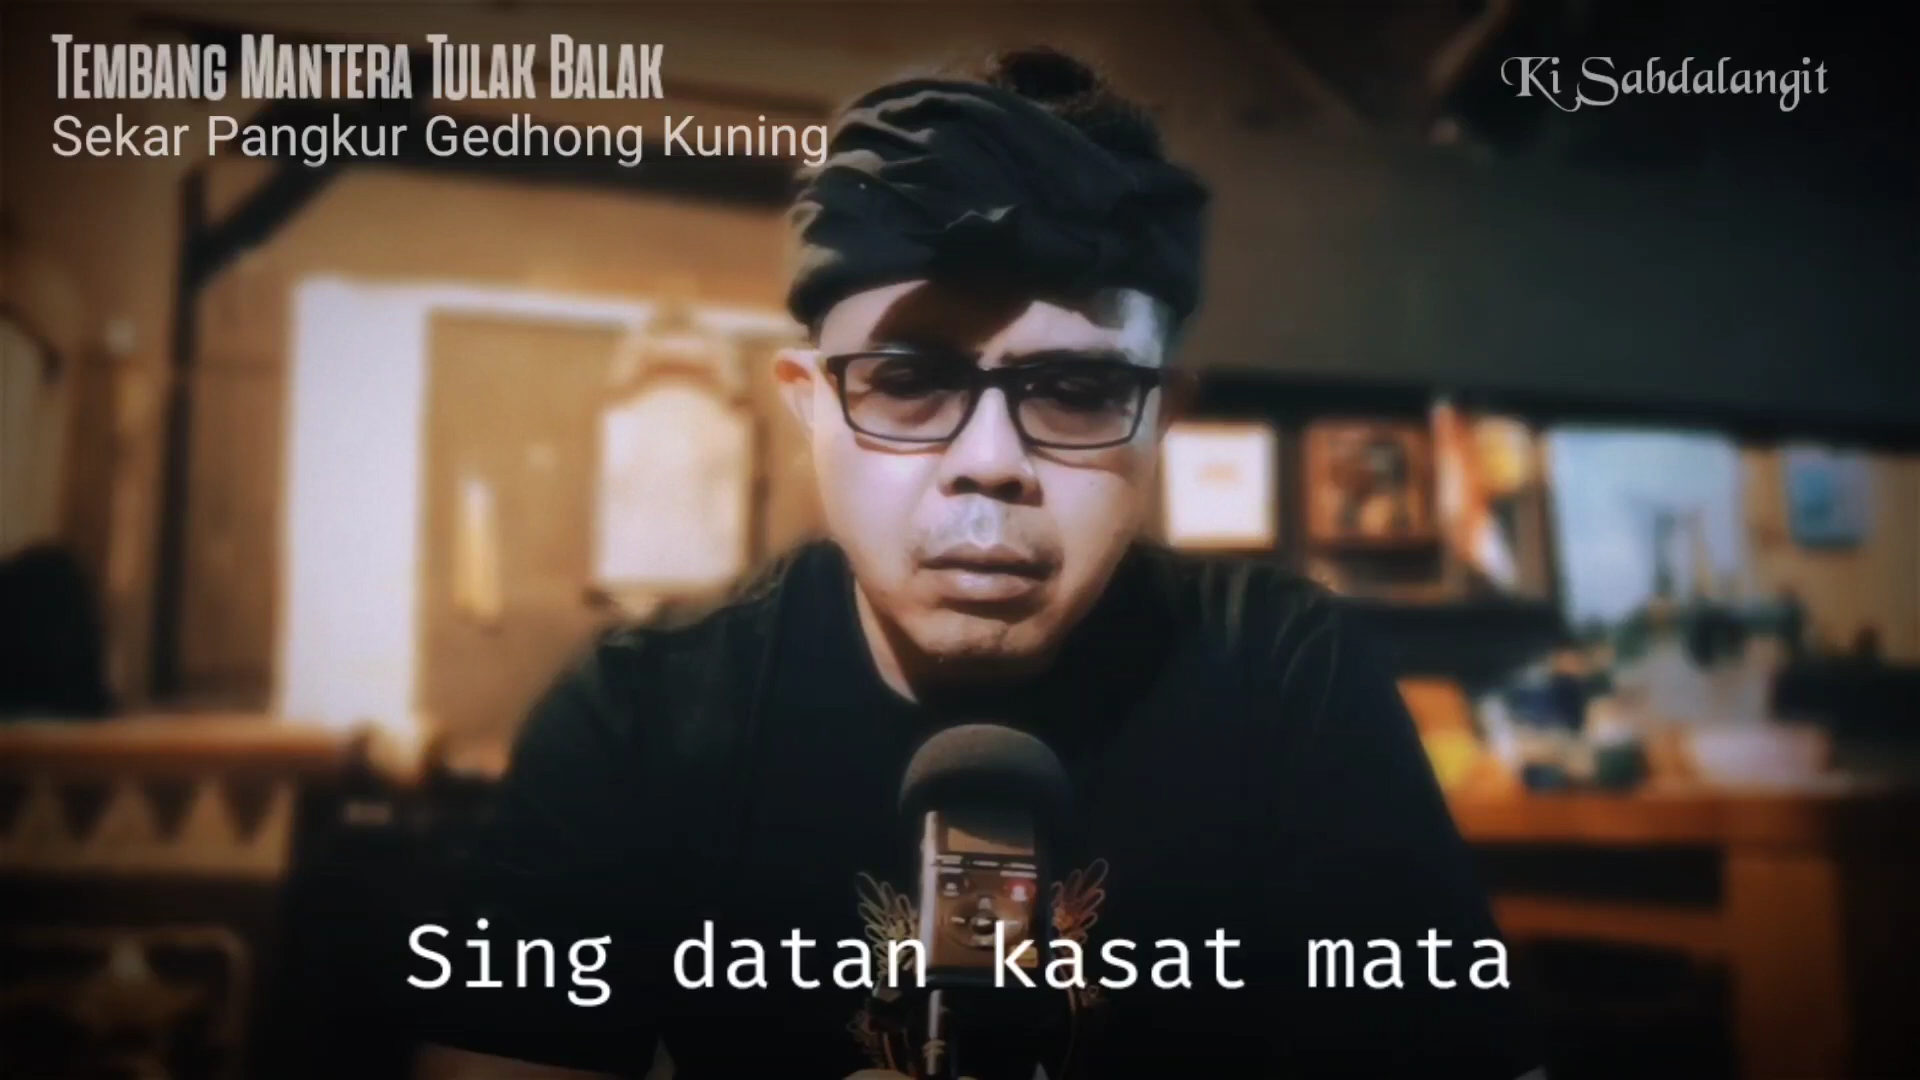 Tembang Mantera Tulak Balak
Sekar Pangkur Gedhong Kuning
Ki Sabdalangit
Sing datan kasat mata